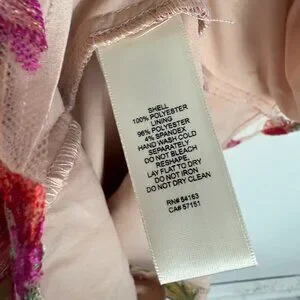 SHELL
100% POLYESTER
LINING
96% POLYESTER
4% SPANDEX
HAND WASH COLD
SEPARATELY
DO NOT BLEACH
RESHAPE,
LAY FLAT TO DRY
DO NOT IRON
DO NOT DRY CLEAN
RN# 54163
CA# 57151